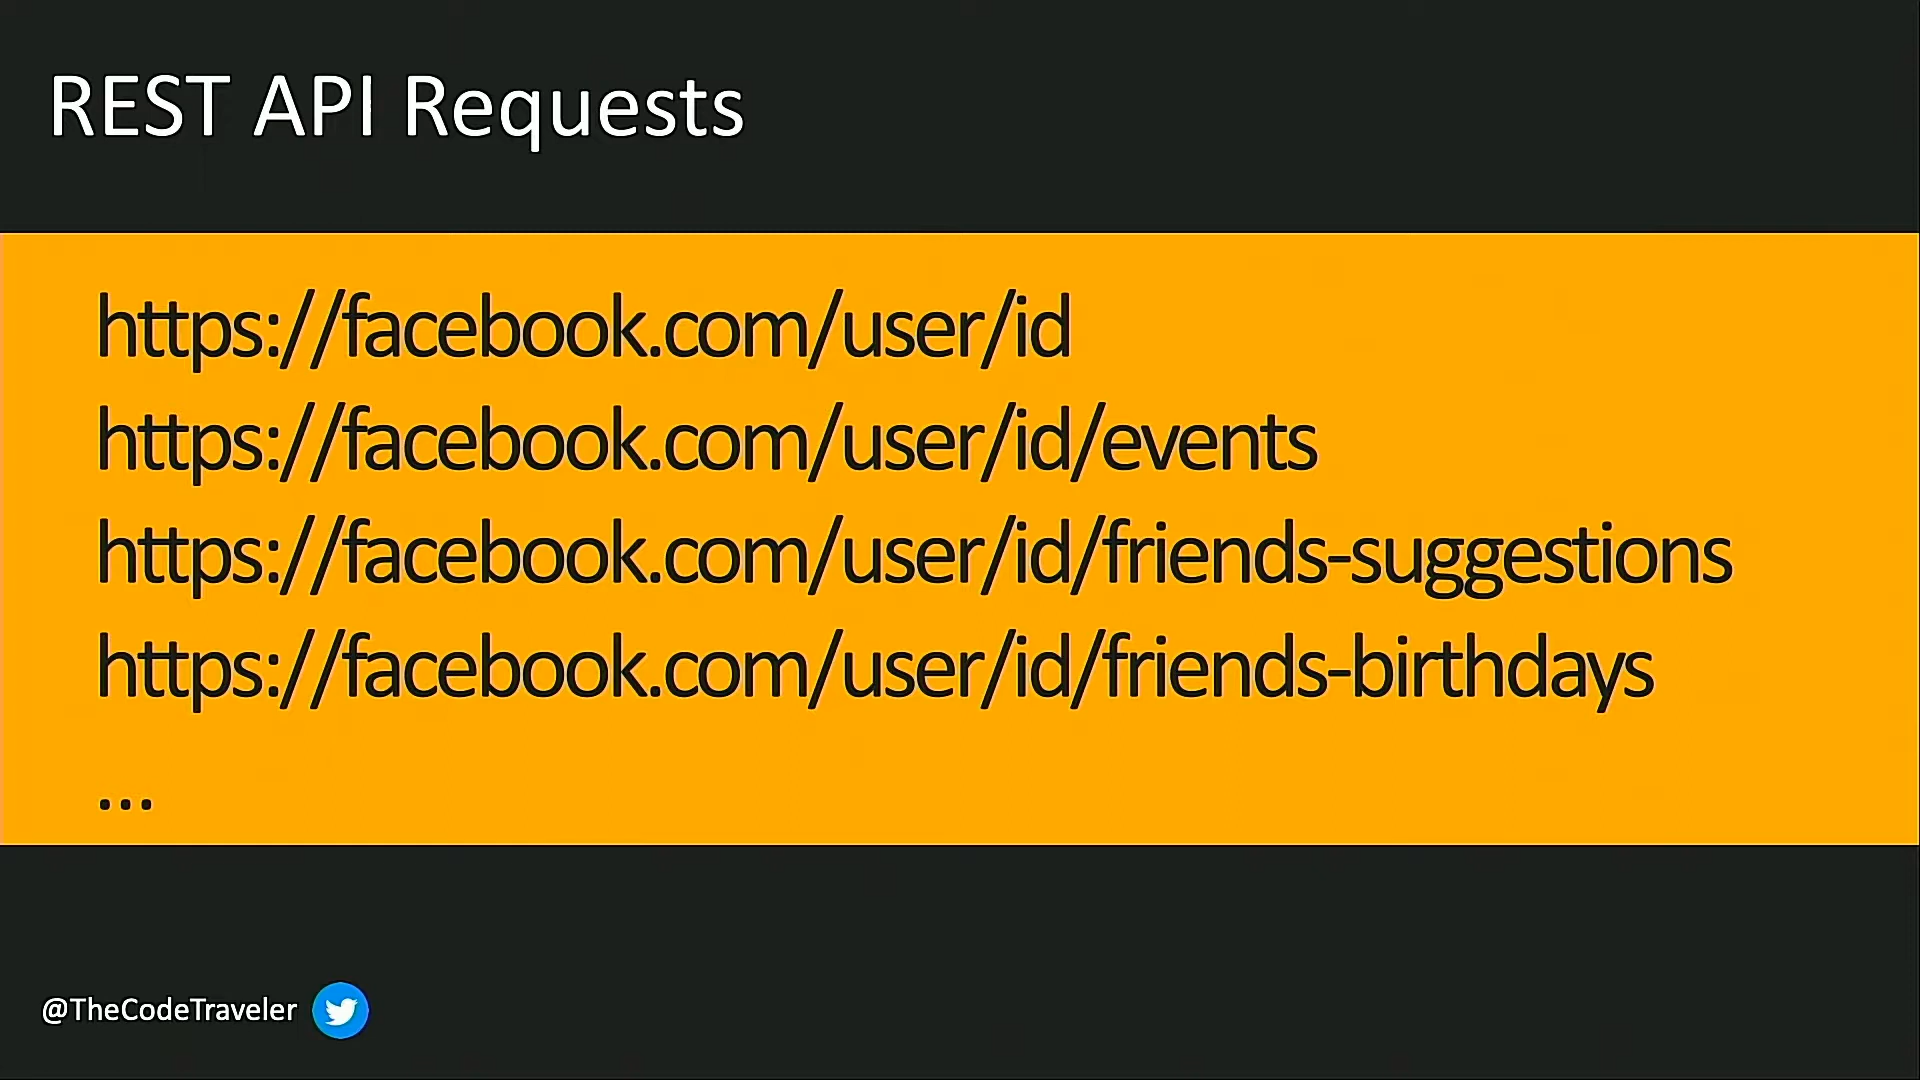 REST API Requests
https://facebook.com/user/id
https://facebook.com/user/id/events
https://facebook.com/user/id/friends-suggestions
https://facebook.com/user/id/friends-birthdays
...
@TheCodeTraveler